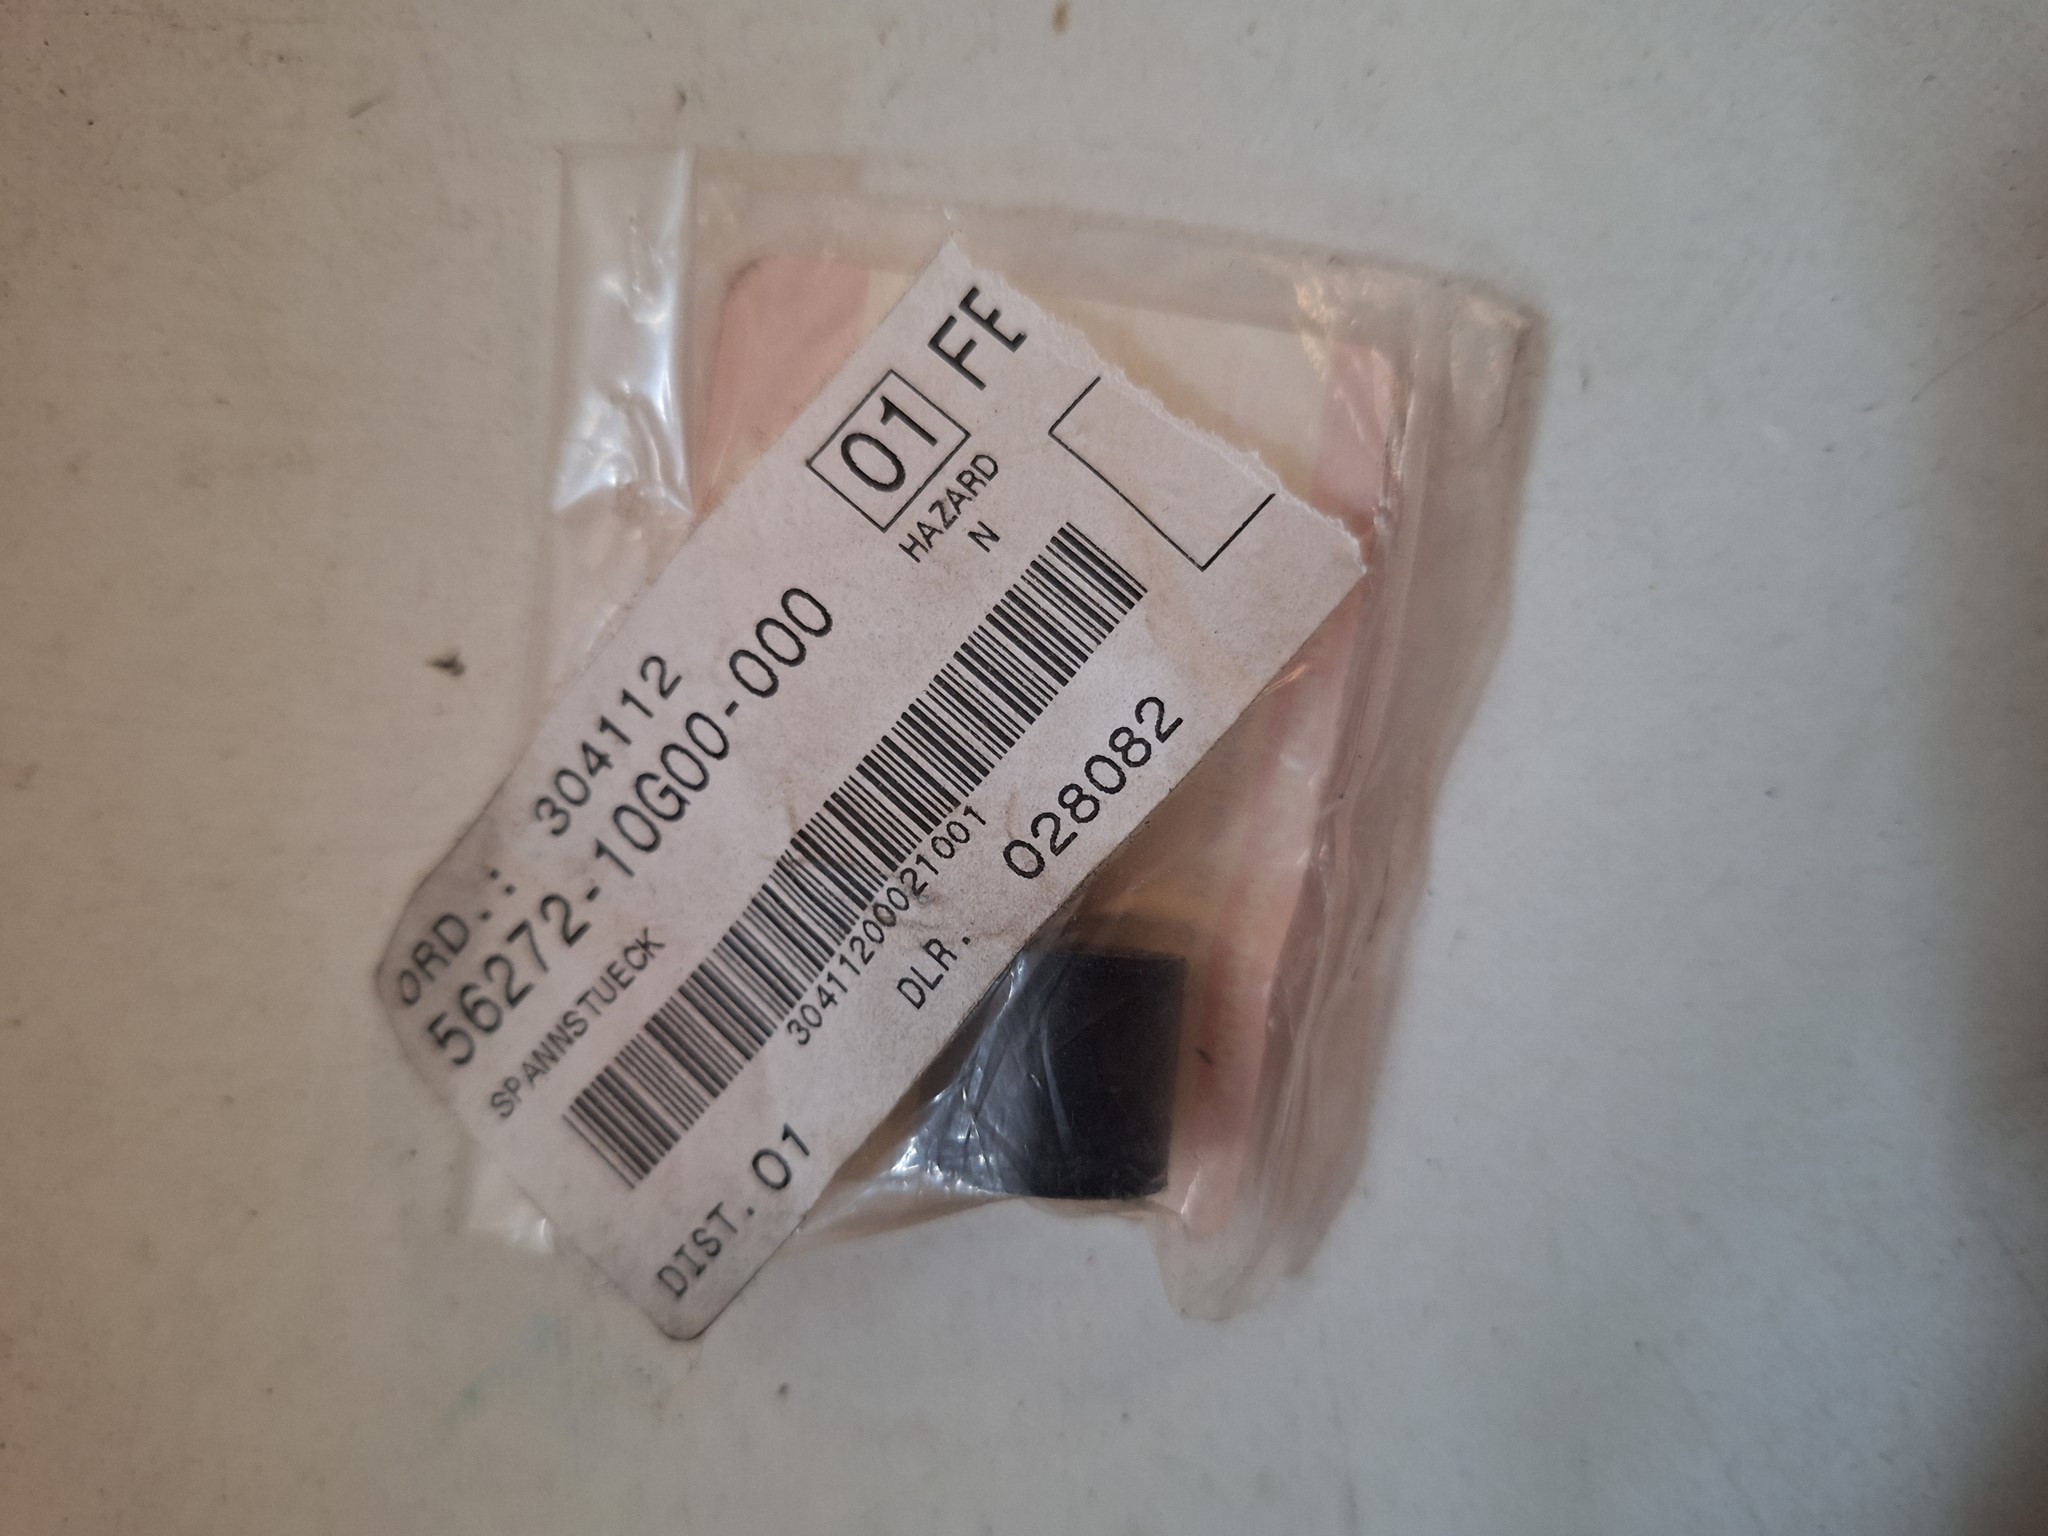 ORD.: 304112
56272-10G00-000
SPANNSTUECK
01
FE
HAZARD
N
304112000021001
DIST. 01
DLR. 028082